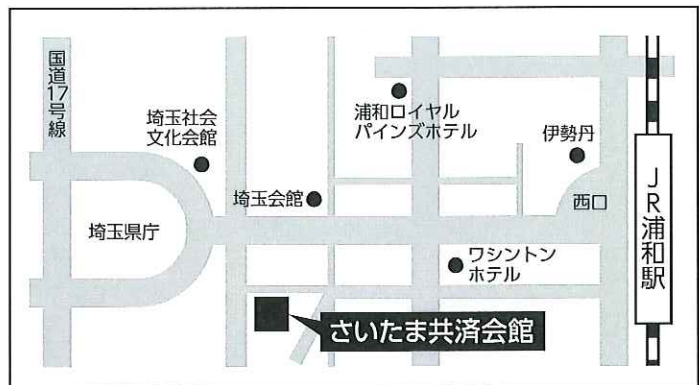 国道17号線
埼玉社会
文化会館
浦和ロイヤル
パインズホテル
伊勢丹
埼玉会館
西口
JR浦和駅
埼玉県庁
ワシントン
ホテル
さいたま共済会館